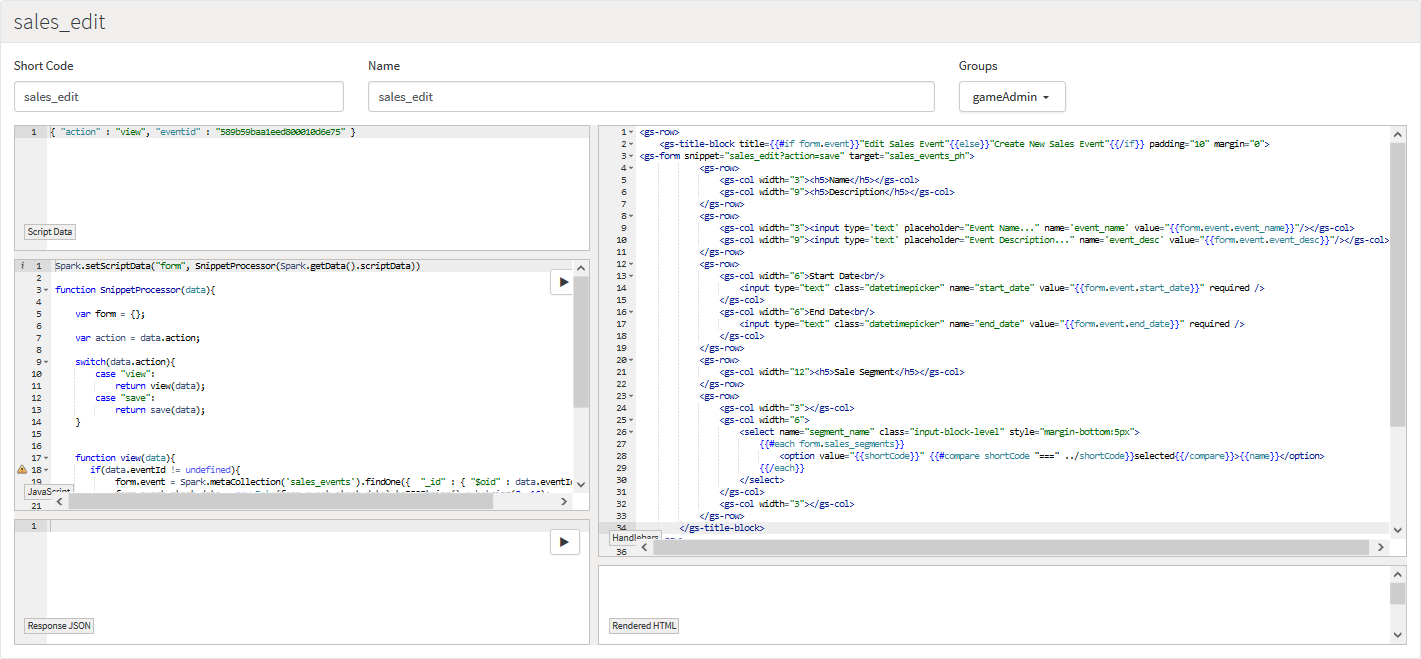 sales_edit
Short Code
Name
Groups
sales_edit
sales_edit
gameAdmin
1 { "action" : "view", "eventid" : "589b59baa1eed800010d6e75" }
Script Data
i 1 Spark.setScriptData("form", SnippetProcessor(Spark.getData().scriptData))
2
3 function SnippetProcessor(data){
4
5 var form = {};
6
7 var action = data.action;
8
9 switch(data.action){
10 case "view":
11 return view(data);
12 case "save":
13 return save(data);
14 }
15
16
17 function view(data){
18 if(data.eventId != undefined){
19 form.event = Spark.metaCollection('sales_events').findOne({ "_id" : { "$oid" : data.eventId
JavaScript
21
1
Response JSON
1 <gs-row>
2 <gs-title-block title={{#if form.event}}"Edit Sales Event"{{else}}"Create New Sales Event"{{/if}} padding="10" margin="0">
3 <gs-form snippet="sales_edit?action=save" target="sales_events_ph">
4 <gs-row>
5 <gs-col width="3"><h5>Name</h5></gs-col>
6 <gs-col width="9"><h5>Description</h5></gs-col>
7 </gs-row>
8 <gs-row>
9 <gs-col width="3"><input type='text' placeholder="Event Name..." name='event_name' value="{{form.event.event_name}}"/></gs-col>
10 <gs-col width="9"><input type='text' placeholder="Event Description..." name='event_desc' value="{{form.event.event_desc}}"/></gs-col>
11 </gs-row>
12 <gs-row>
13 <gs-col width="6">Start Date<br/>
14 <input type="text" class="datetimepicker" name="start_date" value="{{form.event.start_date}}" required />
15 </gs-col>
16 <gs-col width="6">End Date<br/>
17 <input type="text" class="datetimepicker" name="end_date" value="{{form.event.end_date}}" required />
18 </gs-col>
19 </gs-row>
20 <gs-row>
21 <gs-col width="12"><h5>Sale Segment</h5></gs-col>
22 </gs-row>
23 <gs-row>
24 <gs-col width="3"></gs-col>
25 <gs-col width="6">
26 <select name="segment_name" class="input-block-level" style="margin-bottom:5px">
27 {{#each form.sales_segments}}
28 <option value="{{shortCode}}" {{#compare shortCode "===" ../shortCode}}selected{{/compare}}>{{name}}</option>
29 {{/each}}
30 </select>
31 </gs-col>
32 <gs-col width="3"></gs-col>
33 </gs-row>
34 </gs-title-block>
Handlebars
36
Rendered HTML